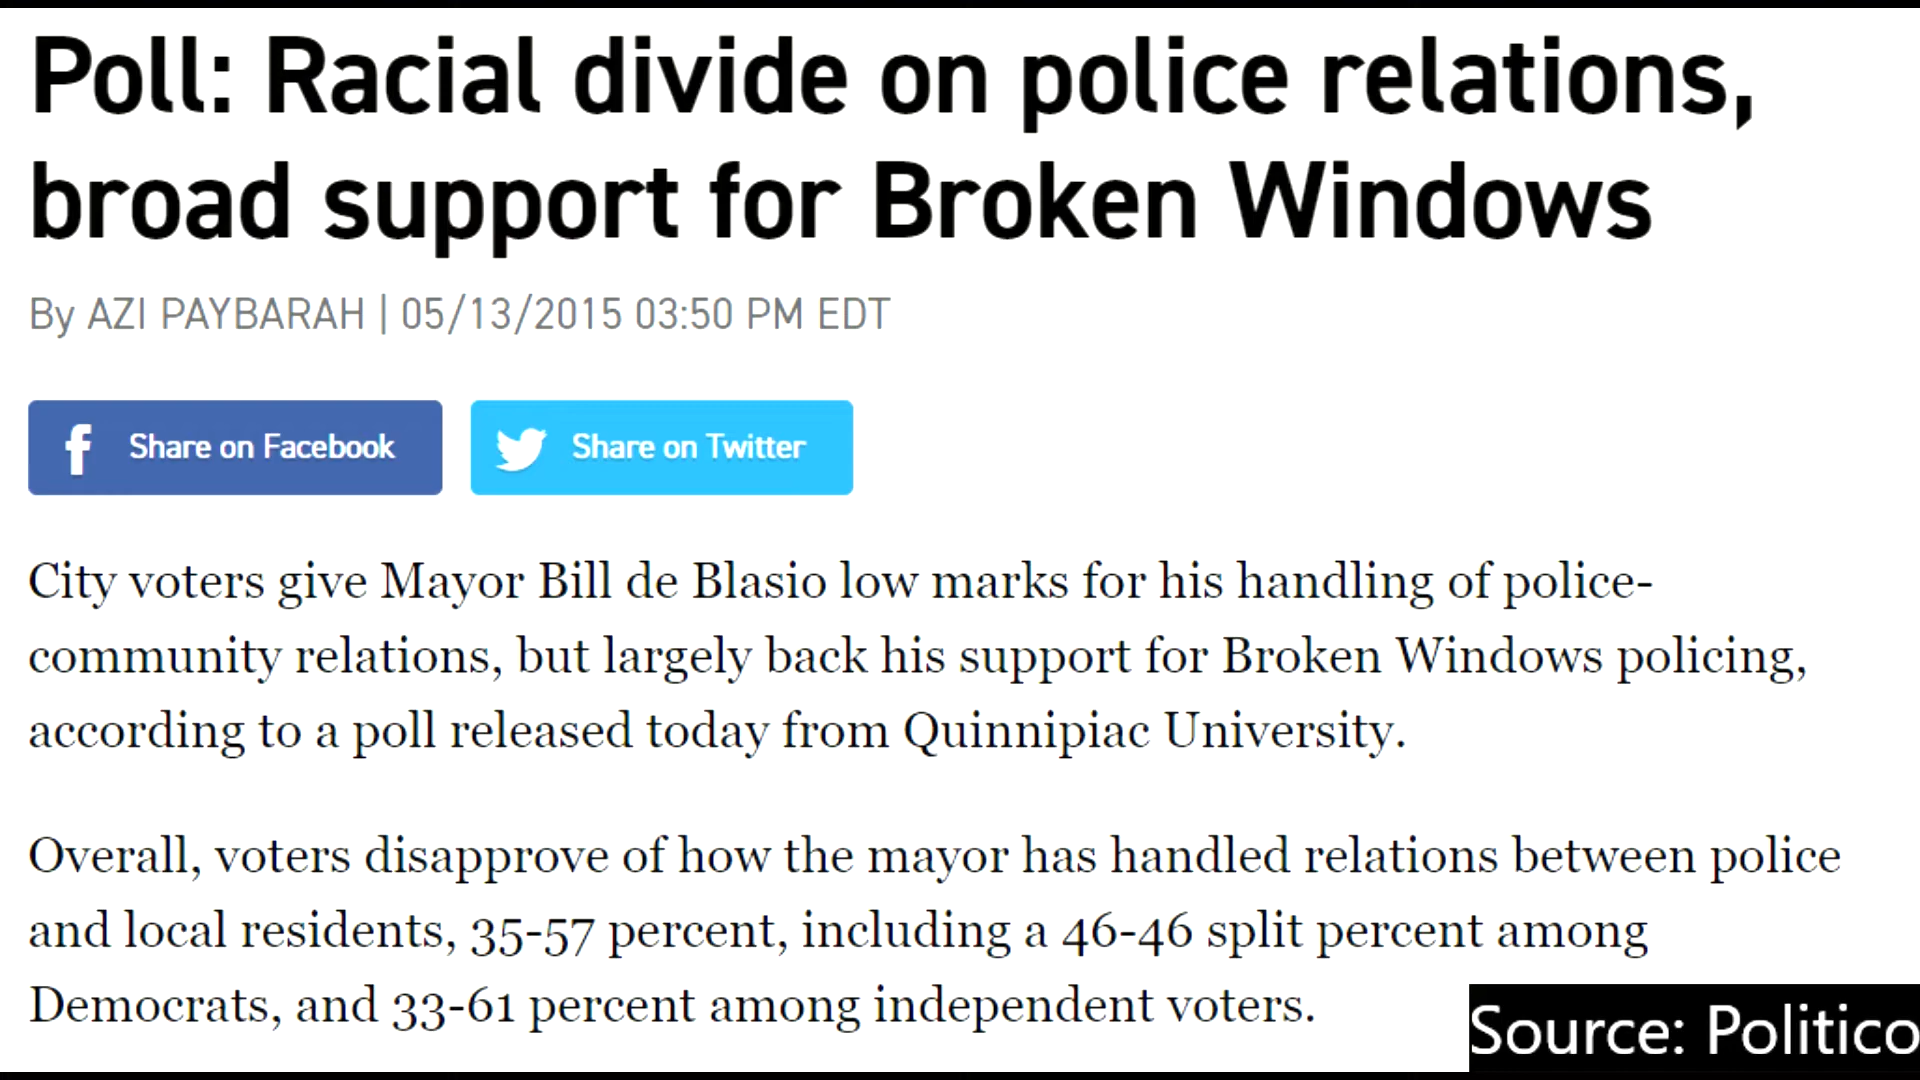 Poll: Racial divide on police relations,
broad support for Broken Windows
By AZI PAYBARAH | 05/13/2015 03:50 PM EDT
Share on Facebook
Share on Twitter
City voters give Mayor Bill de Blasio low marks for his handling of police-
community relations, but largely back his support for Broken Windows policing,
according to a poll released today from Quinnipiac University.
Overall, voters disapprove of how the mayor has handled relations between police
and local residents, 35-57 percent, including a 46-46 split percent among
Democrats, and 33-61 percent among independent voters.
Source: Politico